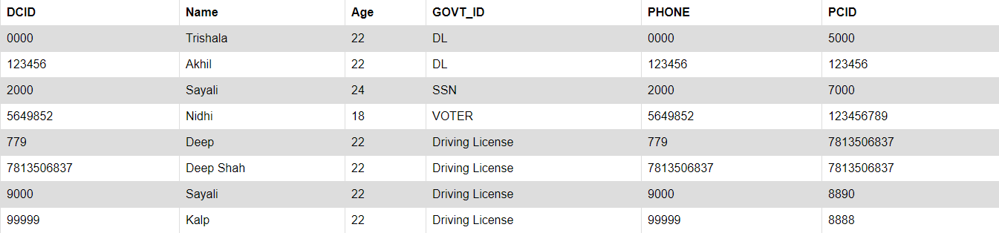 DCID Name Age GOVT_ID PHONE PCID
0000 Trishala 22 DL 0000 5000
123456 Akhil 22 DL 123456 123456
2000 Sayali 24 SSN 2000 7000
5649852 Nidhi 18 VOTER 5649852 123456789
779 Deep 22 Driving License 779 7813506837
7813506837 Deep Shah 22 Driving License 7813506837 7813506837
9000 Sayali 22 Driving License 9000 8890
99999 Kalp 22 Driving License 99999 8888